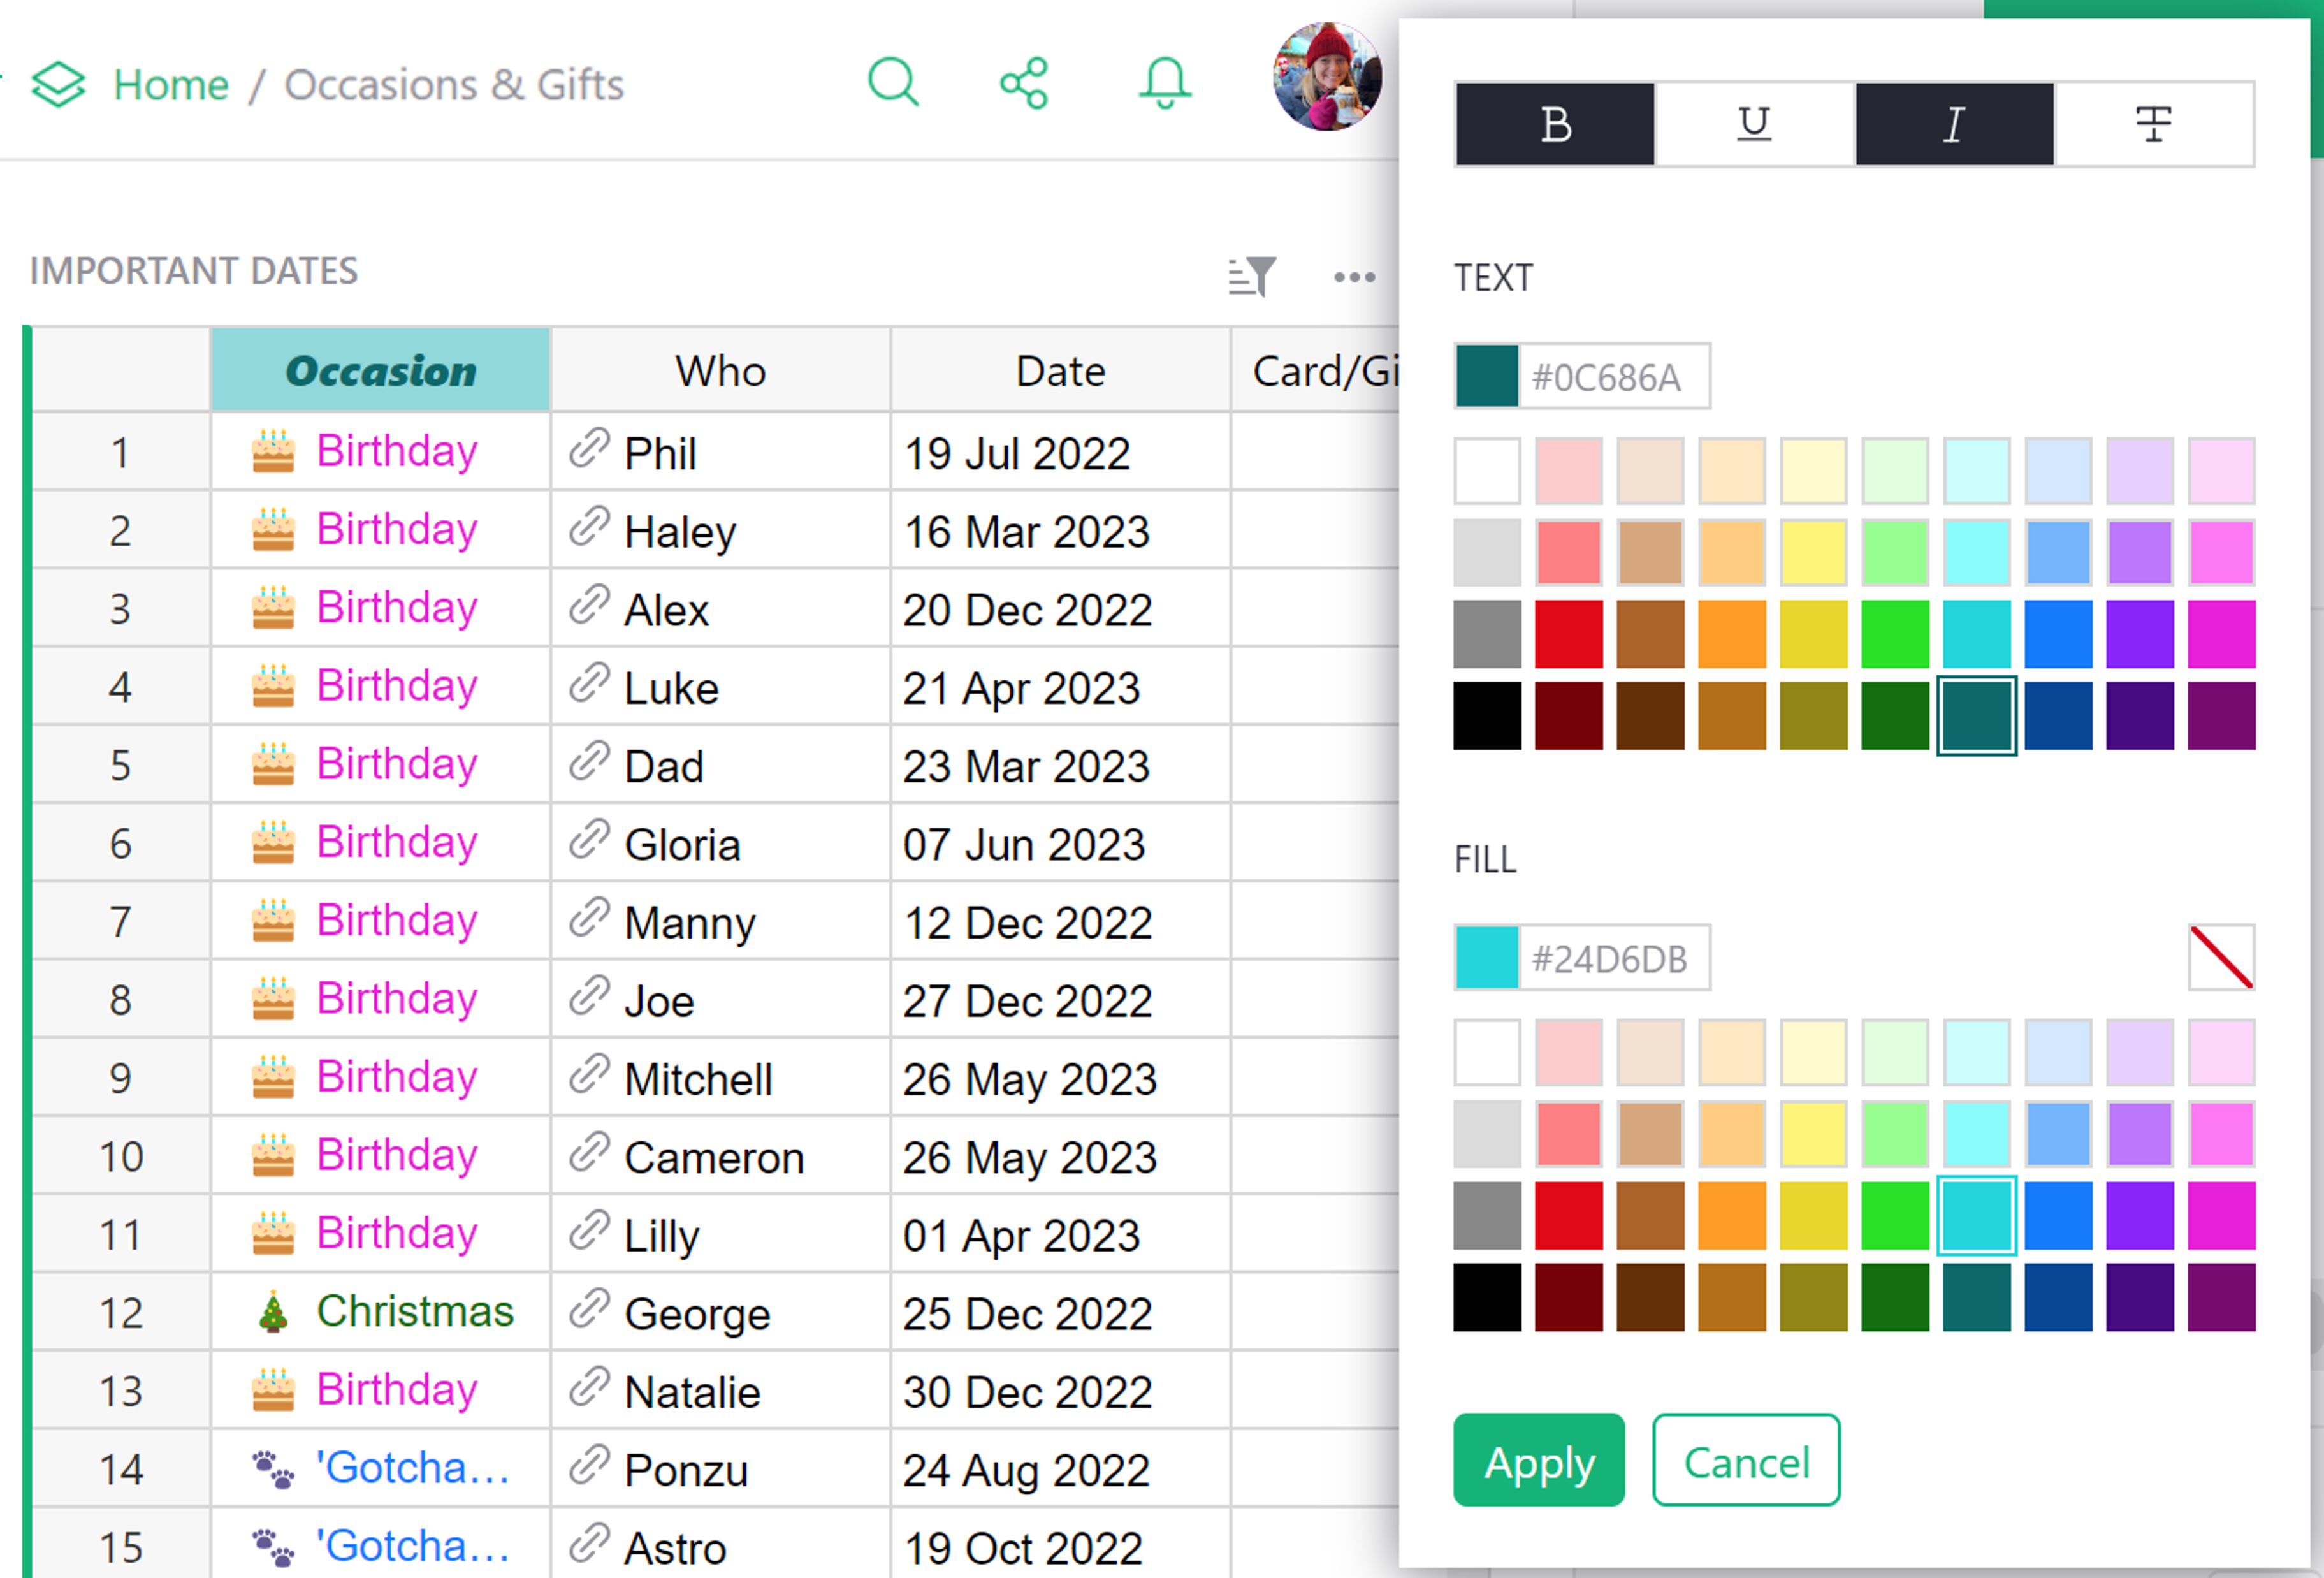 Home / Occasions & Gifts
IMPORTANT DATES
Occasion Who Date Card/Gi
1 Birthday Phil 19 Jul 2022
2 Birthday Haley 16 Mar 2023
3 Birthday Alex 20 Dec 2022
4 Birthday Luke 21 Apr 2023
5 Birthday Dad 23 Mar 2023
6 Birthday Gloria 07 Jun 2023
7 Birthday Manny 12 Dec 2022
8 Birthday Joe 27 Dec 2022
9 Birthday Mitchell 26 May 2023
10 Birthday Cameron 26 May 2023
11 Birthday Lilly 01 Apr 2023
12 Christmas George 25 Dec 2022
13 Birthday Natalie 30 Dec 2022
14 'Gotcha... Ponzu 24 Aug 2022
15 'Gotcha... Astro 19 Oct 2022
B U I T
TEXT
#0C686A
FILL
#24D6DB
Apply Cancel